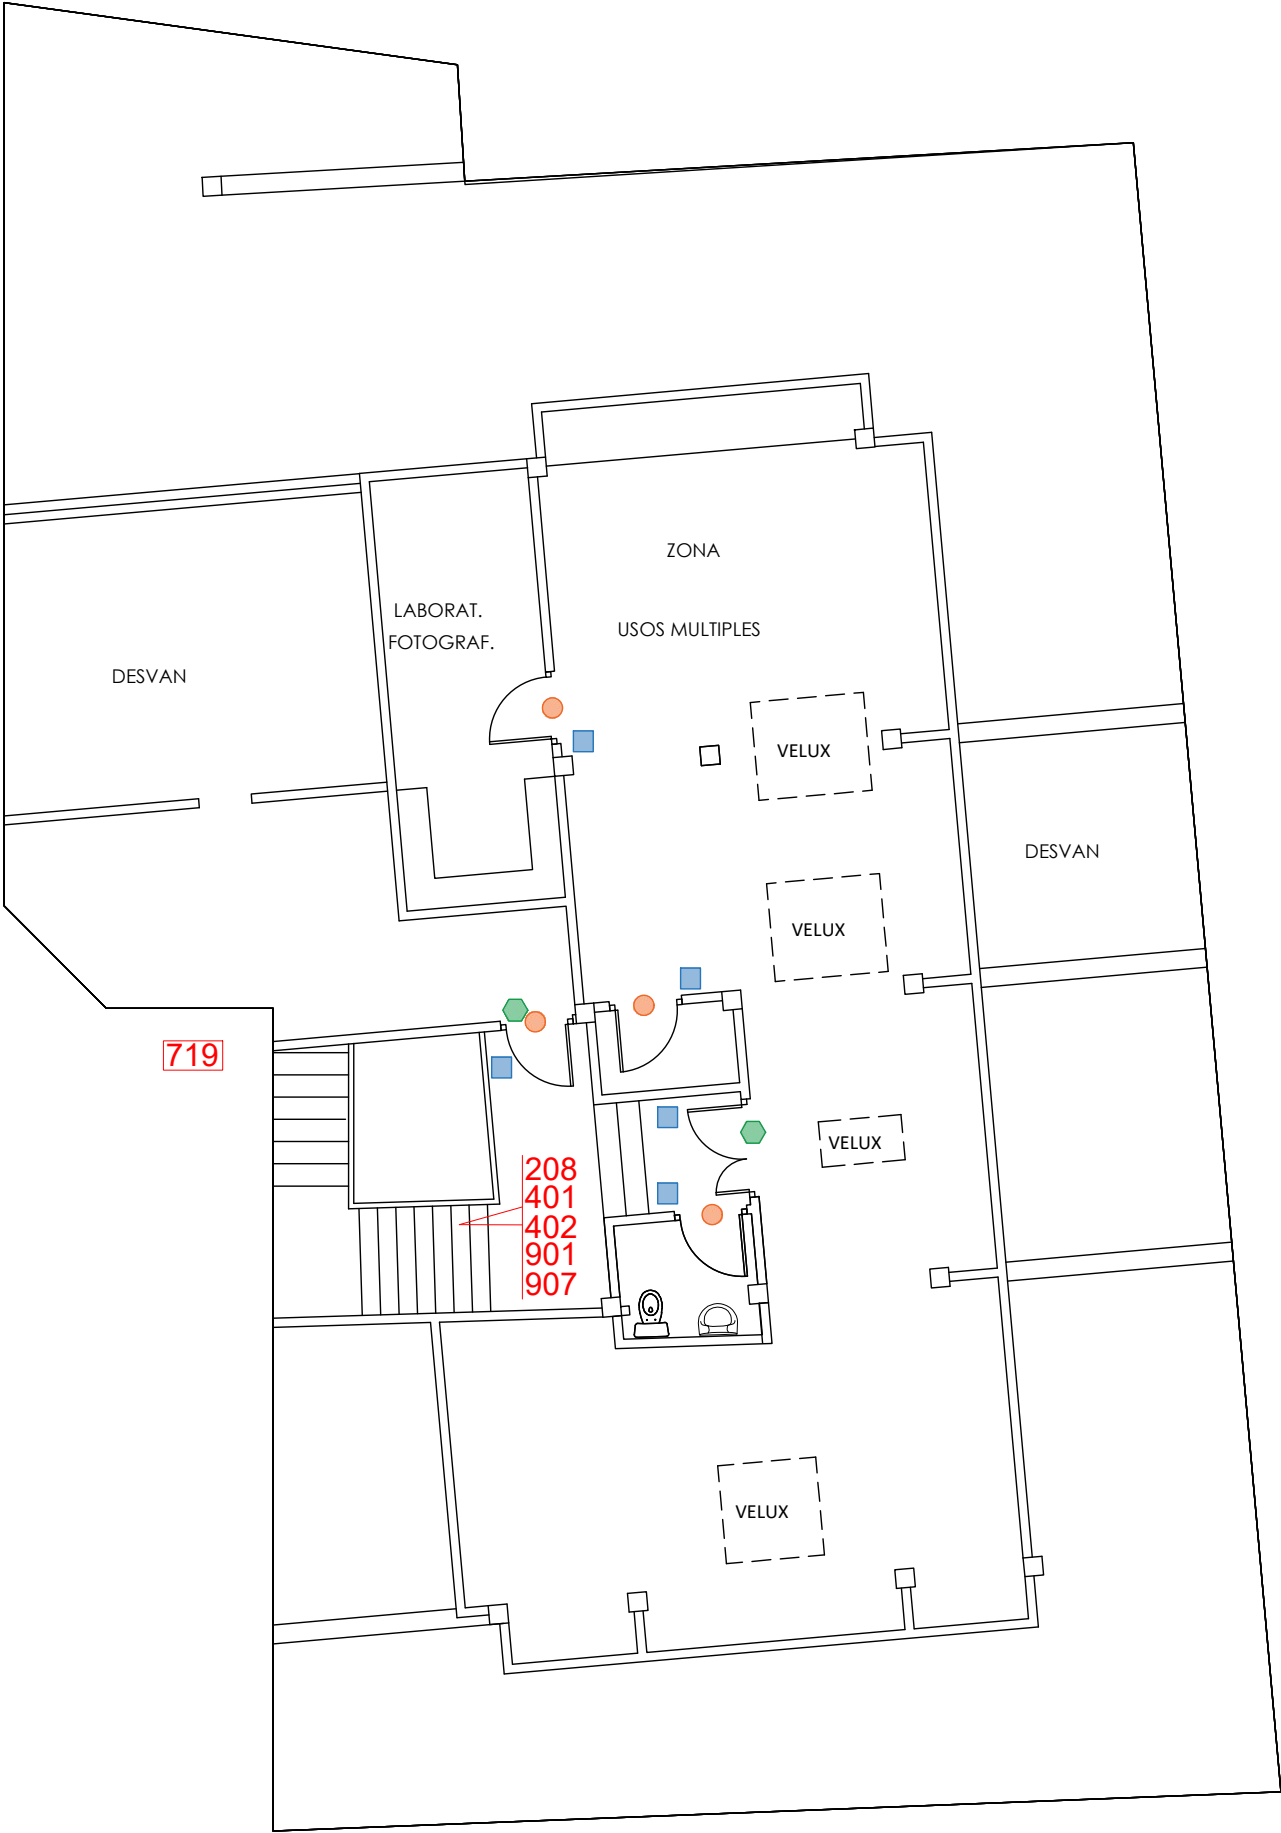 ZONA
LABORAT.
FOTOGRAF.
USOS MULTIPLES
DESVAN
VELUX
DESVAN
VELUX
719
VELUX
208
401
402
901
907
VELUX